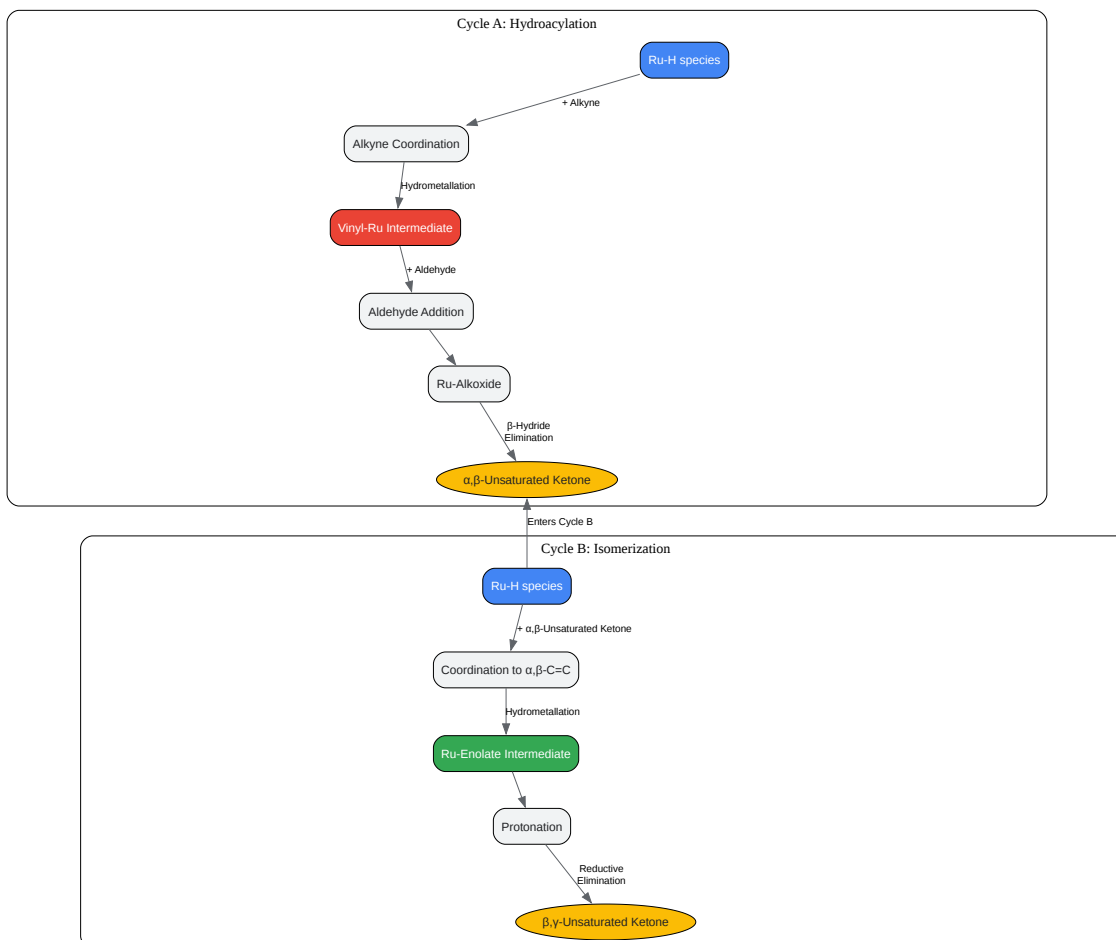 Cycle A: Hydroacylation
Ru-H species
+ Alkyne
Alkyne Coordination
Hydrometallation
Vinyl-Ru Intermediate
+ Aldehyde
Aldehyde Addition
Ru-Alkoxide
β-Hydride
Elimination
α,β-Unsaturated Ketone
Enters Cycle B
Cycle B: Isomerization
Ru-H species
+ α,β-Unsaturated Ketone
Coordination to α,β-C=C
Hydrometallation
Ru-Enolate Intermediate
Protonation
Reductive
Elimination
β,γ-Unsaturated Ketone